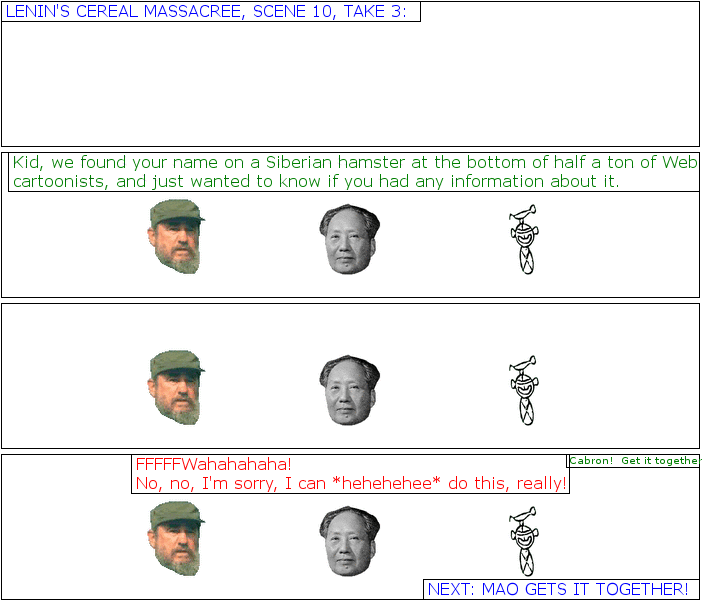 LENIN'S CEREAL MASSACREE, SCENE 10, TAKE 3:
Kid, we found your name on a Siberian hamster at the bottom of half a ton of Web
cartoonists, and just wanted to know if you had any information about it.
FFFFFWahahahaha!
No, no, I'm sorry, I can *hehehehee* do this, really!
Cabron!  Get it togethe
NEXT: MAO GETS IT TOGETHER!